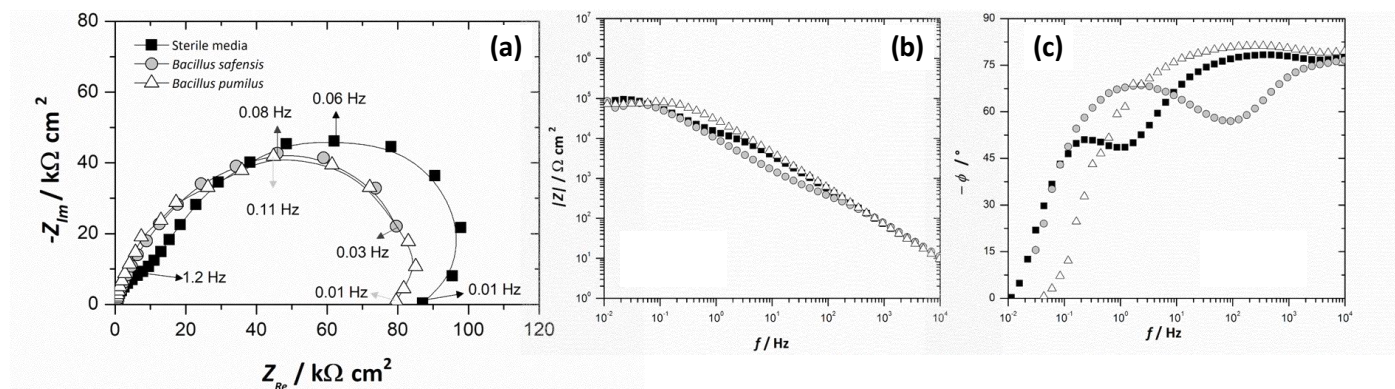 (a)
Sterile media
Bacillus safensis
Bacillus pumilus
0.08 Hz
0.06 Hz
0.11 Hz
0.03 Hz
1.2 Hz
0.01 Hz
0.01 Hz
80
60
40
20
0
-Z_Im / kΩ cm²
0 20 40 60 80 100 120
Z_Re / kΩ cm²
(b)
10⁷
10⁶
10⁵
10⁴
10³
10²
10¹
10⁰
|Z| / Ω cm²
10⁻² 10⁻¹ 10⁰ 10¹ 10² 10³ 10⁴
f / Hz
(c)
90
75
60
45
30
15
0
- ϕ / °
10⁻² 10⁻¹ 10⁰ 10¹ 10² 10³ 10⁴
f / Hz